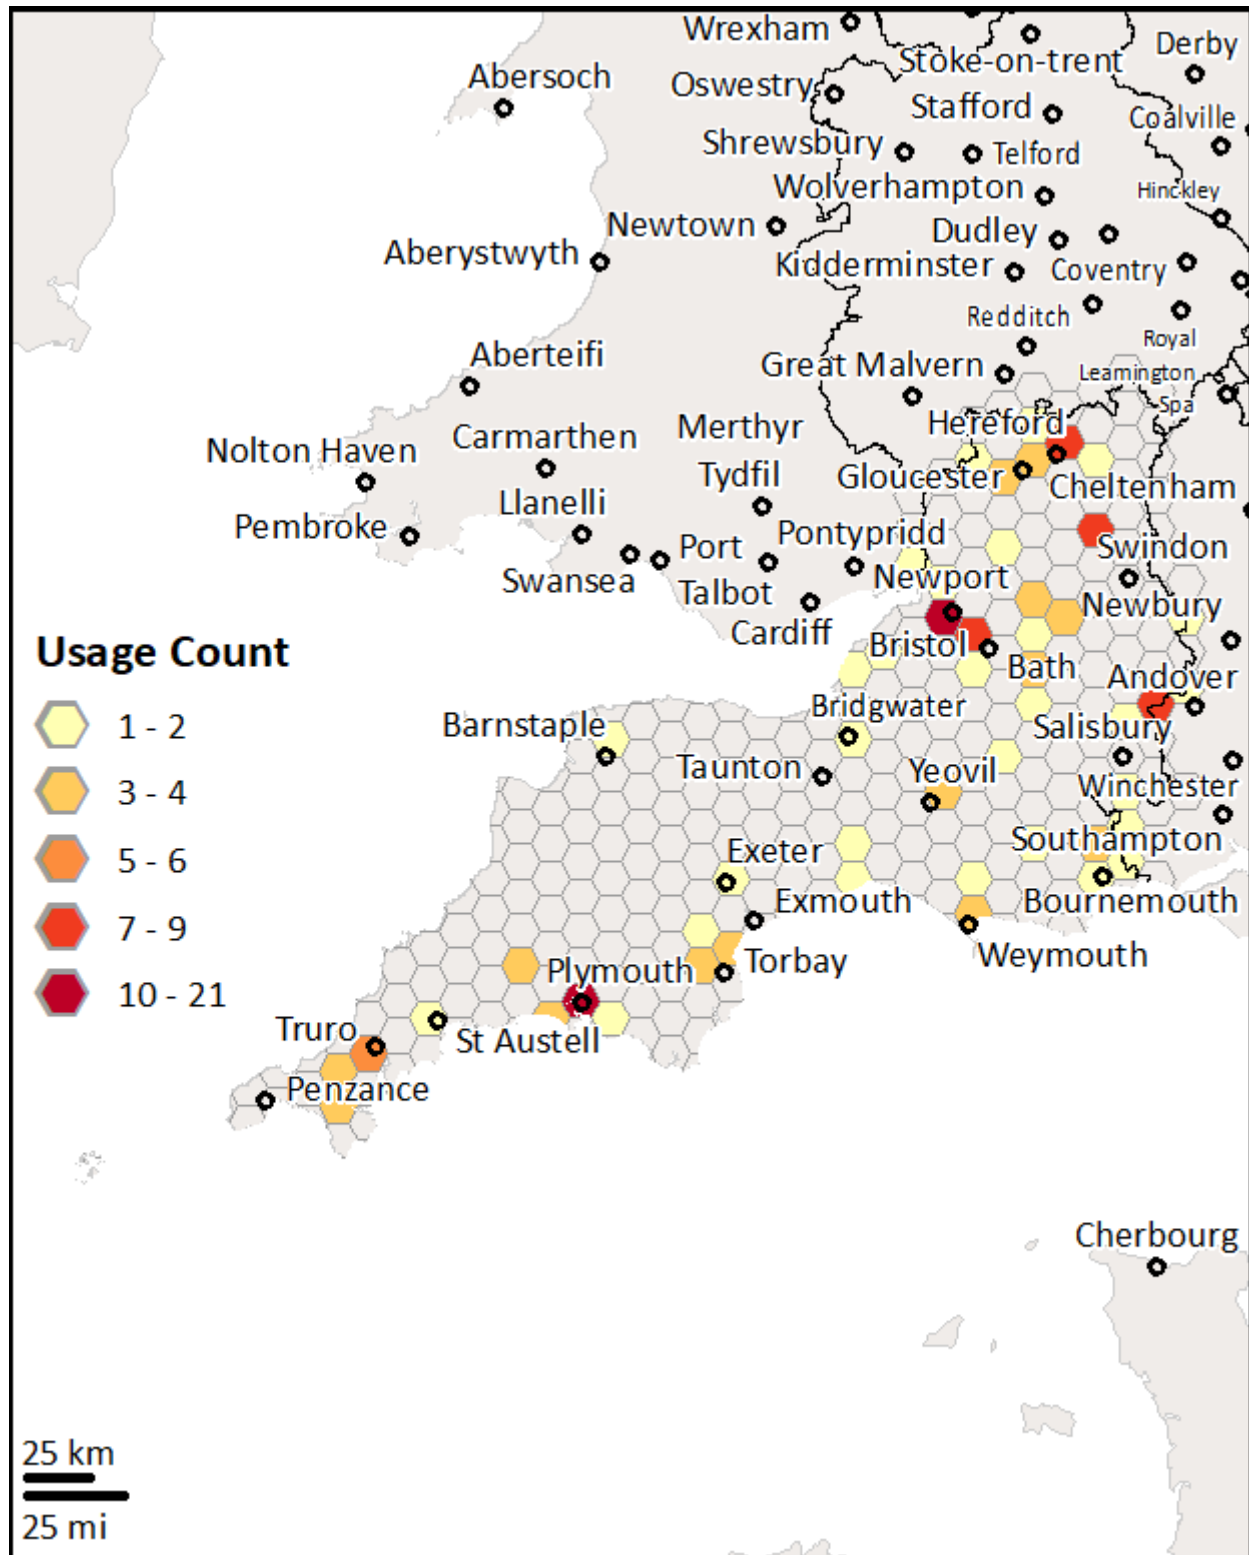 Wrexham
Derby
Stoke-on-trent
Abersoch
Oswestry
Stafford
Coalville
Shrewsbury
Telford
Wolverhampton
Hinckley
Newtown
Dudley
Aberystwyth
Kidderminster
Coventry
Redditch
Royal
Leamington
Spa
Aberteifi
Great Malvern
Hereford
Merthyr
Tydfil
Carmarthen
Nolton Haven
Gloucester
Cheltenham
Llanelli
Pembroke
Pontypridd
Port
Talbot
Swindon
Swansea
Newport
Newbury
Cardiff
Bristol
Bath
Andover
Usage Count
1 - 2
3 - 4
5 - 6
7 - 9
10 - 21
Barnstaple
Bridgwater
Salisbury
Taunton
Yeovil
Winchester
Southampton
Exeter
Exmouth
Bournemouth
Weymouth
Plymouth
Torbay
Truro
St Austell
Penzance
Cherbourg
25 km
25 mi